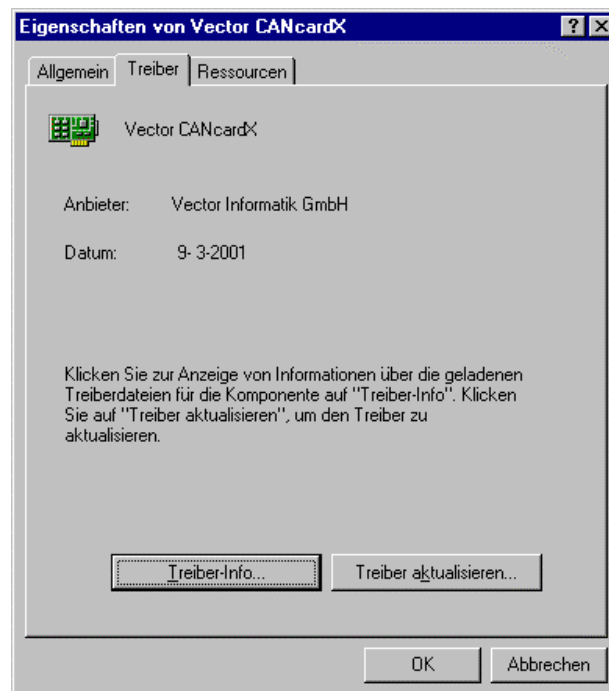 Eigenschaften von Vector CANcardX
Allgemein Treiber Ressourcen
Vector CANcardX
Anbieter: Vector Informatik GmbH
Datum: 9- 3-2001
Klicken Sie zur Anzeige von Informationen über die geladenen
Treiberdateien für die Komponente auf "Treiber-Info". Klicken
Sie auf "Treiber aktualisieren", um den Treiber zu
aktualisieren.
Treiber-Info... Treiber aktualisieren...
OK Abbrechen